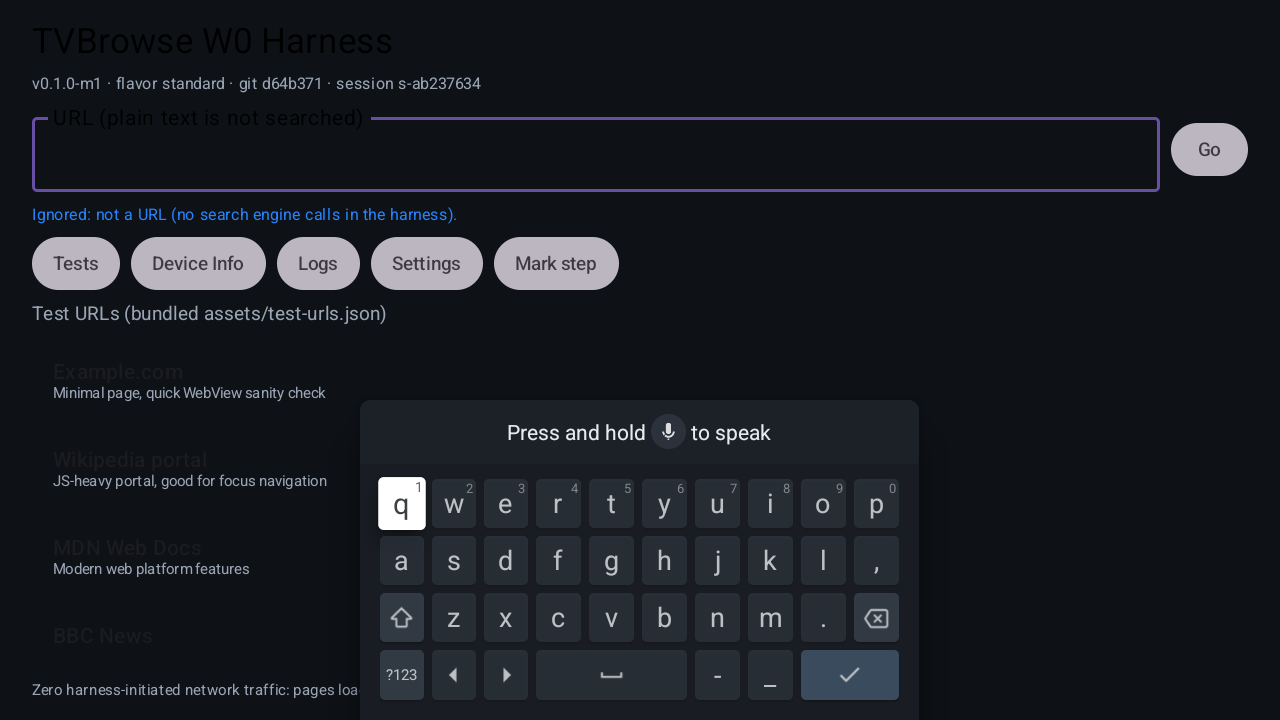 TVBrowse W0 Harness
v0.1.0-m1 · flavor standard · git d64b371 · session s-ab237634
URL (plain text is not searched)
Go
Ignored: not a URL (no search engine calls in the harness).
Tests Device Info Logs Settings Mark step
Test URLs (bundled assets/test-urls.json)
Example.com
Minimal page, quick WebView sanity check
Wikipedia portal
JS-heavy portal, good for focus navigation
MDN Web Docs
Modern web platform features
BBC News
Zero harness-initiated network traffic: pages
Press and hold to speak
q 1 w 2 e 3 r 4 t 5 y 6 u 7 i 8 o 9 p 0
a s d f g h j k l ,
z x c v b n m .
?123 - _